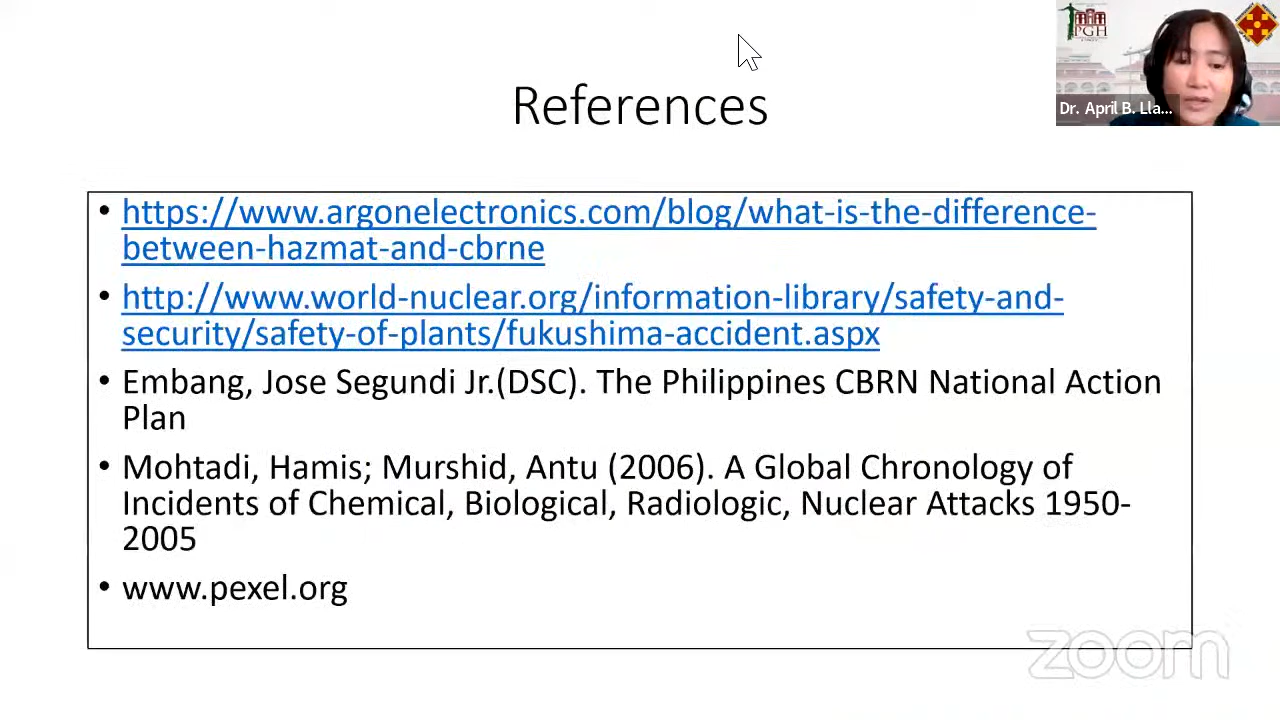 PGH
Dr. April B. Lla...
References
• https://www.argonelectronics.com/blog/what-is-the-difference-
between-hazmat-and-cbrne
• http://www.world-nuclear.org/information-library/safety-and-
security/safety-of-plants/fukushima-accident.aspx
• Embang, Jose Segundi Jr.(DSC). The Philippines CBRN National Action
Plan
• Mohtadi, Hamis; Murshid, Antu (2006). A Global Chronology of
Incidents of Chemical, Biological, Radiologic, Nuclear Attacks 1950-
2005
• www.pexel.org
zoom